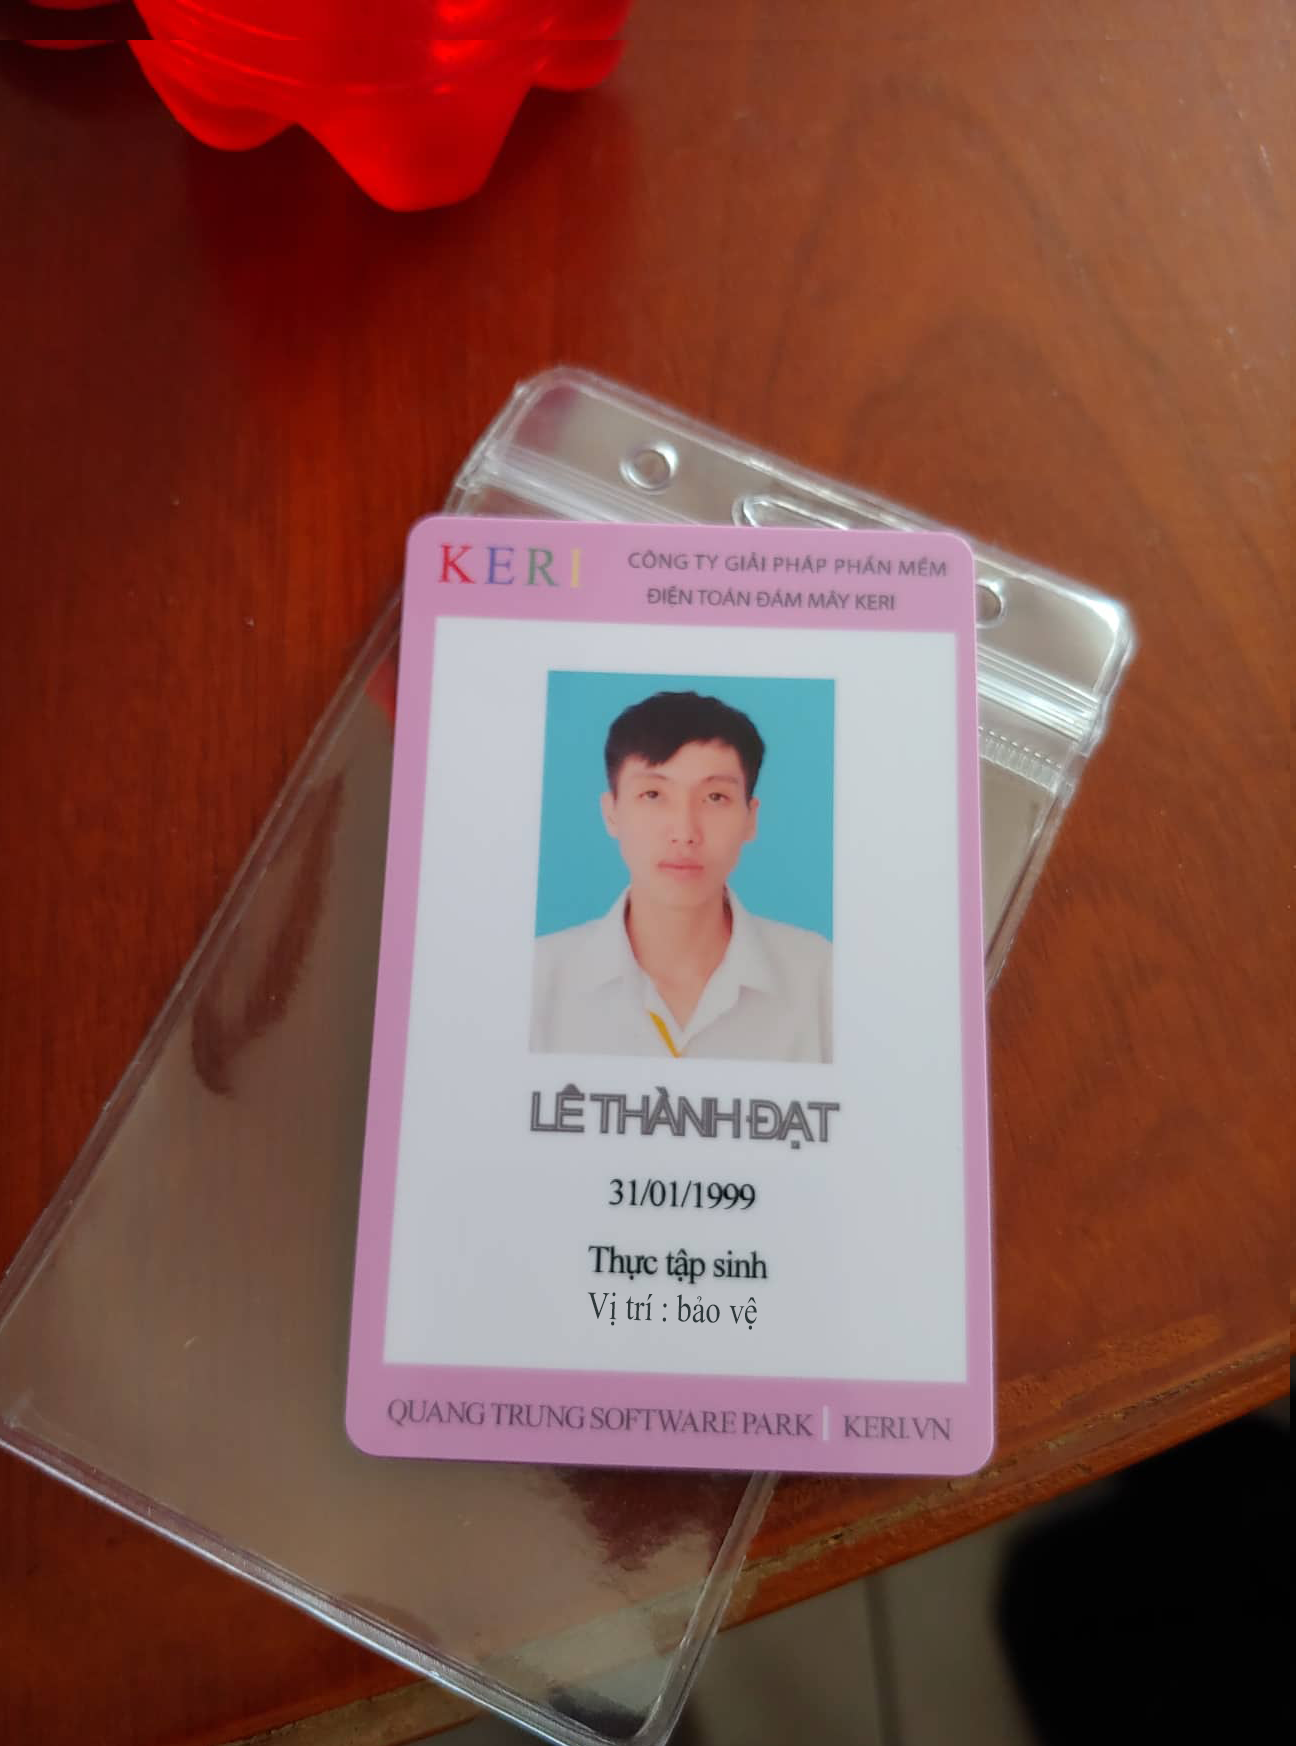 KERI
CÔNG TY GIẢI PHÁP PHẦN MỀM
ĐIỆN TOÁN ĐÁM MÂY KERI
LÊ THÀNH ĐẠT
31/01/1999
Thực tập sinh
Vị trí : bảo vệ
QUANG TRUNG SOFTWARE PARK | KERI.VN